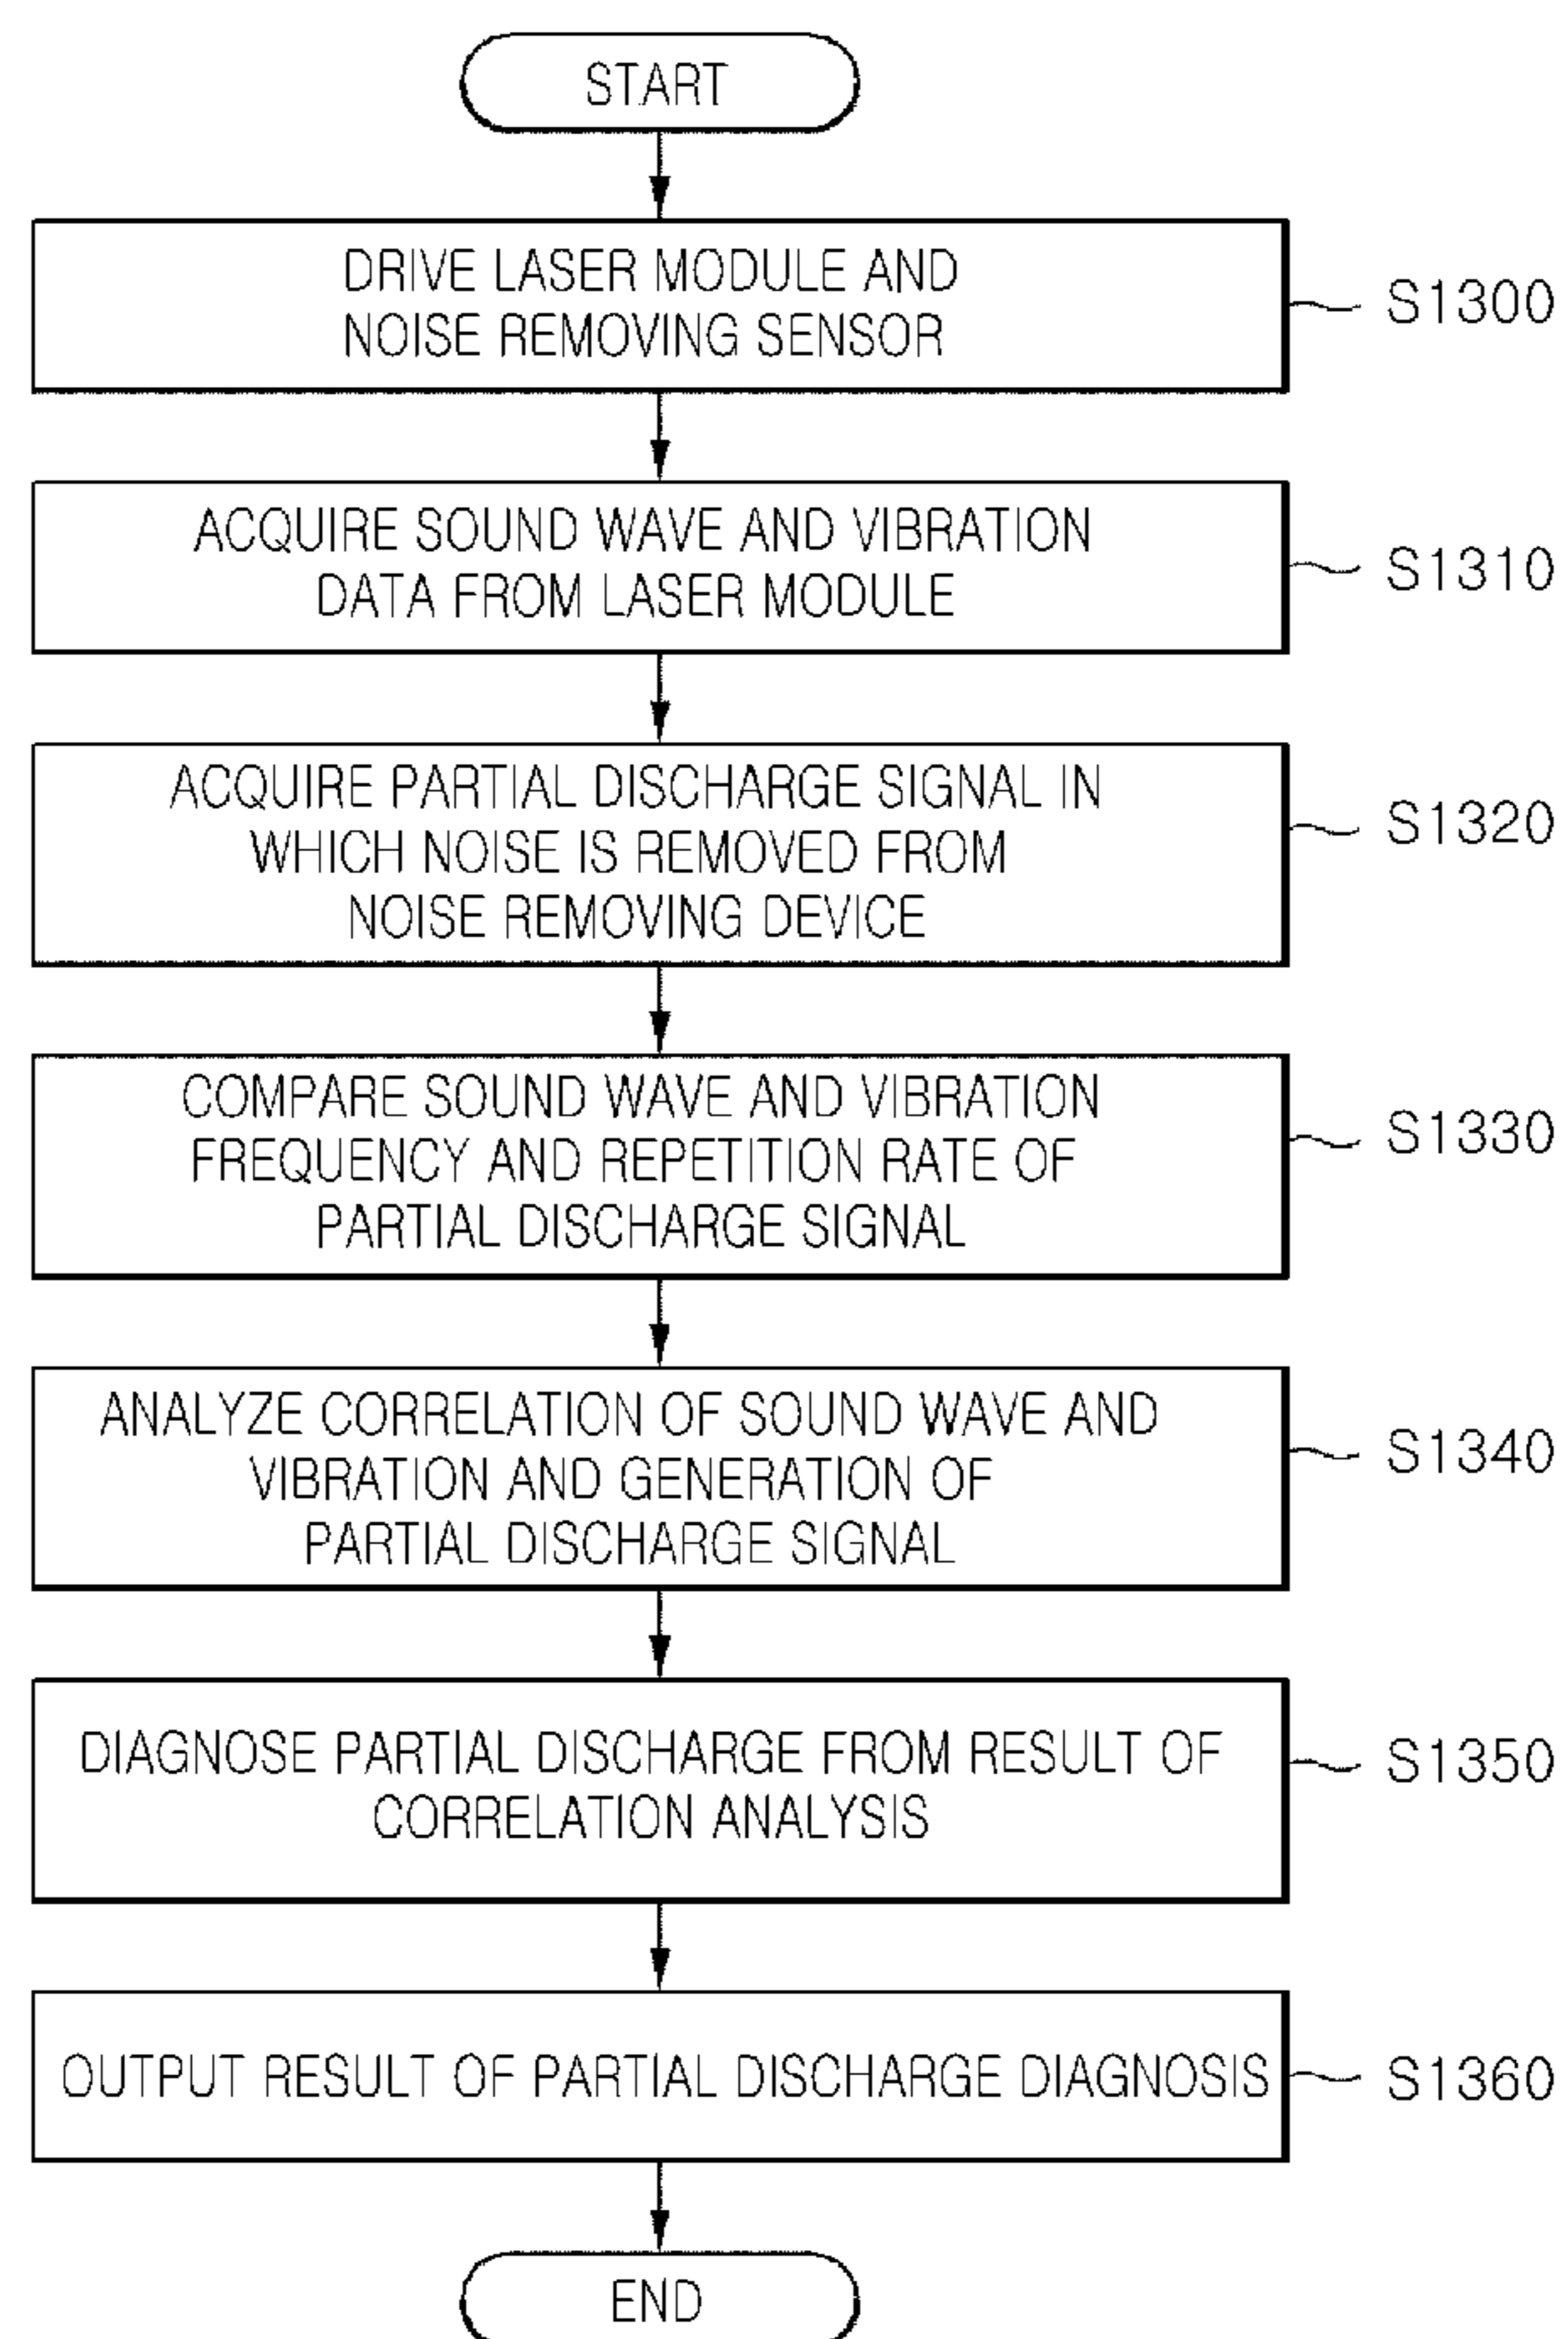 START
DRIVE LASER MODULE AND
NOISE REMOVING SENSOR
S1300
ACQUIRE SOUND WAVE AND VIBRATION
DATA FROM LASER MODULE
S1310
ACQUIRE PARTIAL DISCHARGE SIGNAL IN
WHICH NOISE IS REMOVED FROM
NOISE REMOVING DEVICE
S1320
COMPARE SOUND WAVE AND VIBRATION
FREQUENCY AND REPETITION RATE OF
PARTIAL DISCHARGE SIGNAL
S1330
ANALYZE CORRELATION OF SOUND WAVE AND
VIBRATION AND GENERATION OF
PARTIAL DISCHARGE SIGNAL
S1340
DIAGNOSE PARTIAL DISCHARGE FROM RESULT OF
CORRELATION ANALYSIS
S1350
OUTPUT RESULT OF PARTIAL DISCHARGE DIAGNOSIS
S1360
END